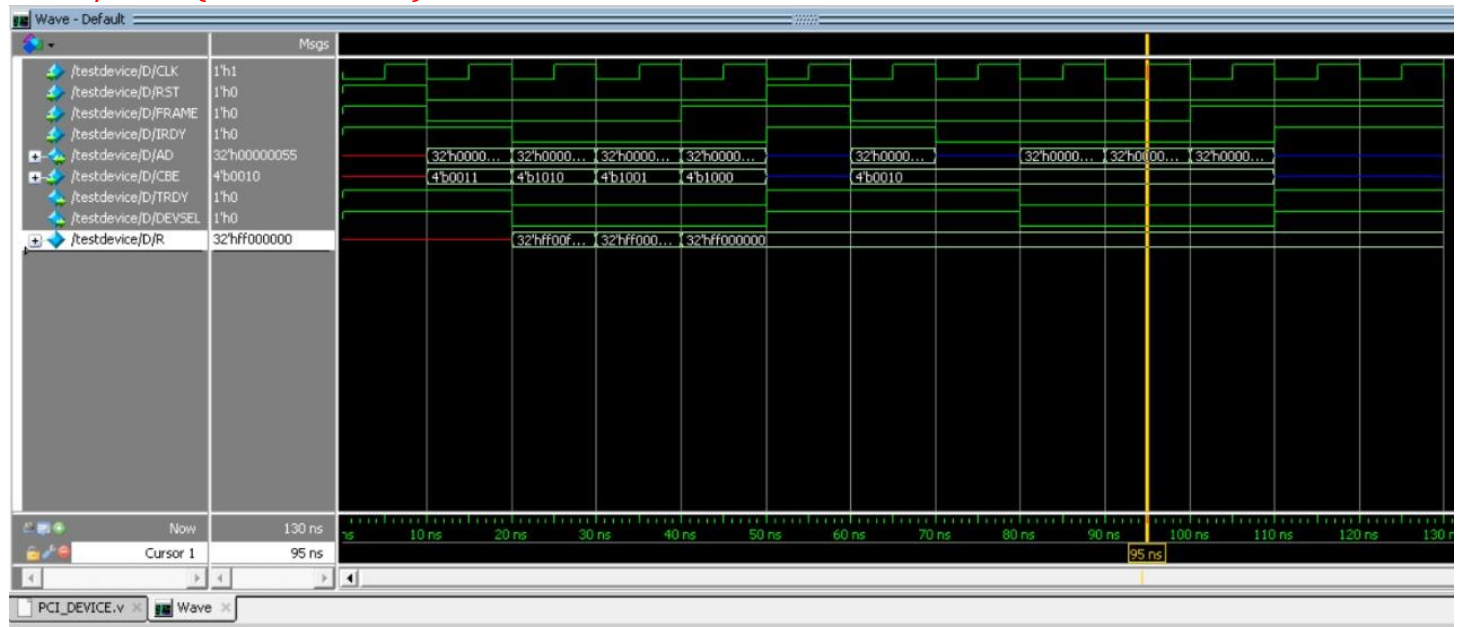 Wave - Default
Msgs
/testdevice/D/CLK 1'h1
/testdevice/D/RST 1'h0
/testdevice/D/FRAME 1'h0
/testdevice/D/IRDY 1'h0
/testdevice/D/AD 32'h00000055 32'h0000... 32'h0000... 32'h0000... 32'h0000... 32'h0000... 32'h0000... 32'h0000... 32'h0000...
/testdevice/D/CBE 4'b0010 4'b0011 4'b1010 4'b1001 4'b1000 4'b0010
/testdevice/D/TRDY 1'h0
/testdevice/D/DEVSEL 1'h0
/testdevice/D/R 32'hff000000 32'hff00f... 32'hff000... 32'hff000000
Now 130 ns ns 10 ns 20 ns 30 ns 40 ns 50 ns 60 ns 70 ns 80 ns 90 ns 100 ns 110 ns 120 ns 130 n
Cursor 1 95 ns 95 ns
PCI_DEVICE.v Wave